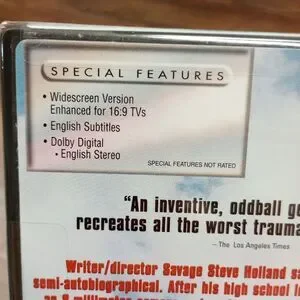 SPECIAL FEATURES
• Widescreen Version
Enhanced for 16:9 TVs
• English Subtitles
• Dolby Digital
• English Stereo
SPECIAL FEATURES NOT RATED
"An inventive, oddball
recreates all the worst
– The Los Angeles Times
Writer/director Savage Steve Holland
semi-autobiographical. After his high school